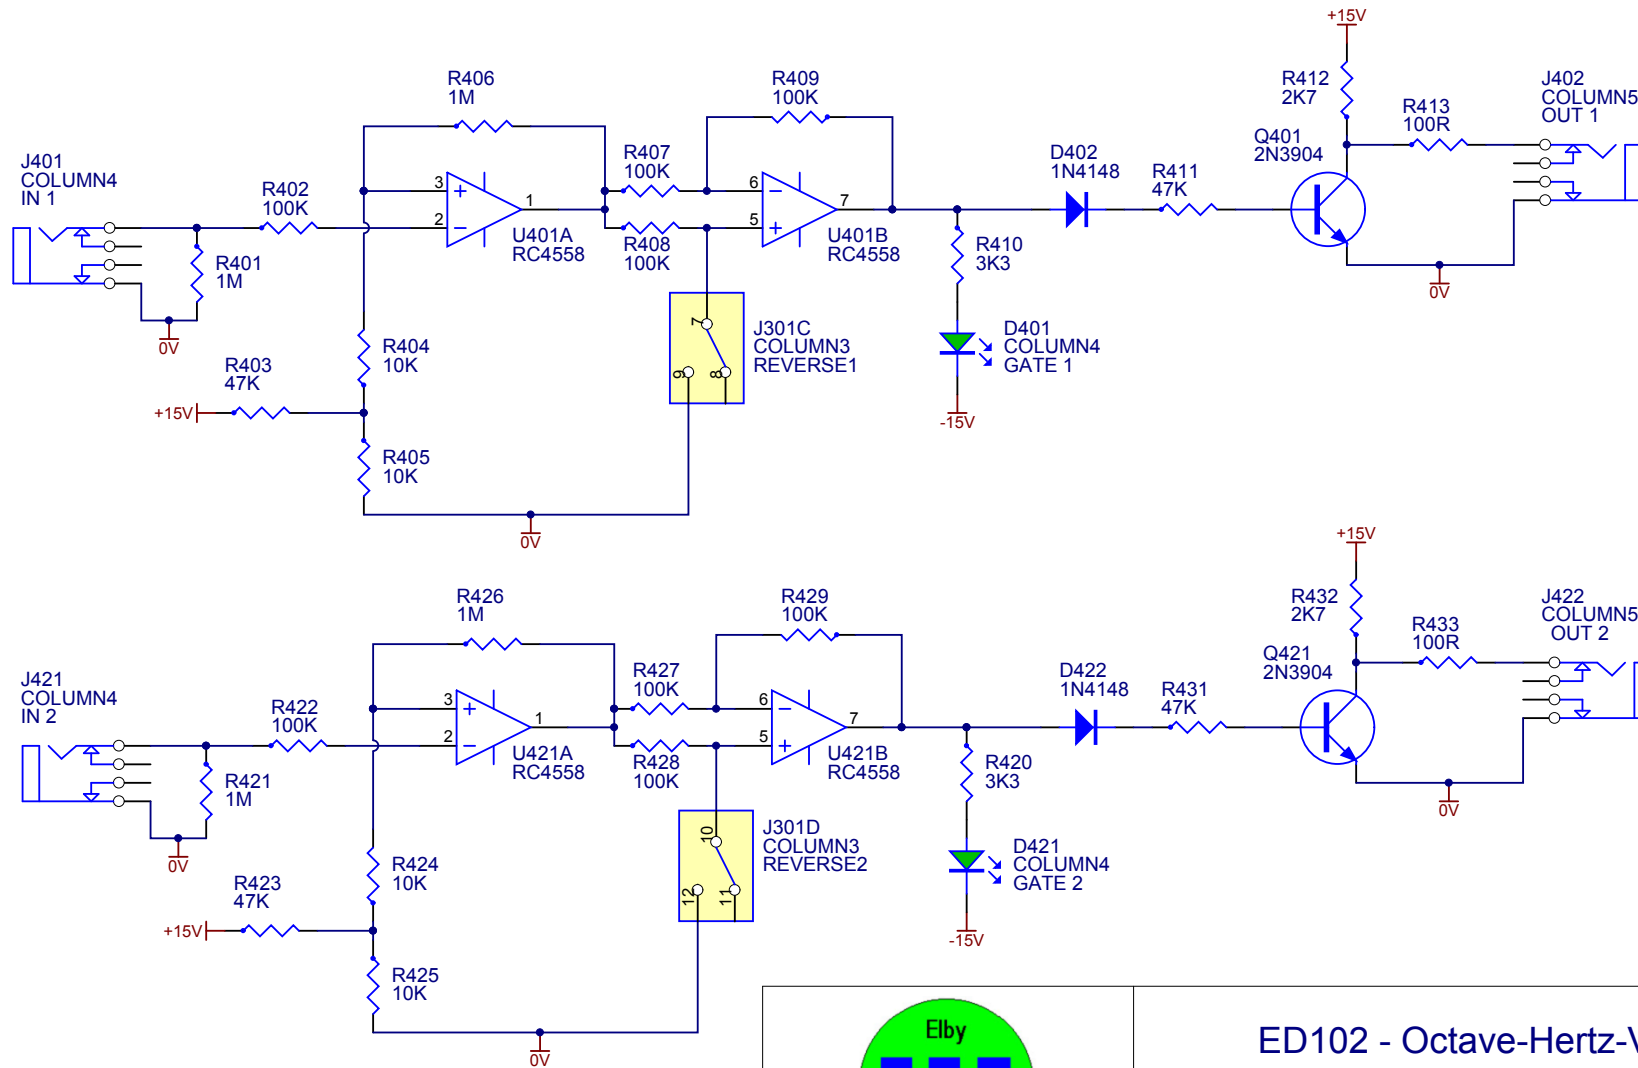 +15V
R406
1M
R409
100K
R412
2K7
J402
COLUMN5
OUT 1
R413
100R
Q401
2N3904
J401
COLUMN4
IN 1
R402
100K
R407
100K
D402
1N4148
R411
47K
3
2
1
6
5
7
U401A
RC4558
R408
100K
U401B
RC4558
R410
3K3
R401
1M
0V
0V
7
9
8
J301C
COLUMN3
REVERSE1
D401
COLUMN4
GATE 1
R404
10K
R403
47K
+15V
-15V
R405
10K
0V
+15V
R426
1M
R429
100K
R432
2K7
J422
COLUMN5
OUT 2
R433
100R
Q421
2N3904
J421
COLUMN4
IN 2
R422
100K
R427
100K
D422
1N4148
R431
47K
3
2
1
6
5
7
U421A
RC4558
R428
100K
U421B
RC4558
R420
3K3
R421
1M
0V
0V
10
12
11
J301D
COLUMN3
REVERSE2
D421
COLUMN4
GATE 2
R424
10K
R423
47K
+15V
-15V
R425
10K
0V
Elby
ED102 - Octave-Hertz-V